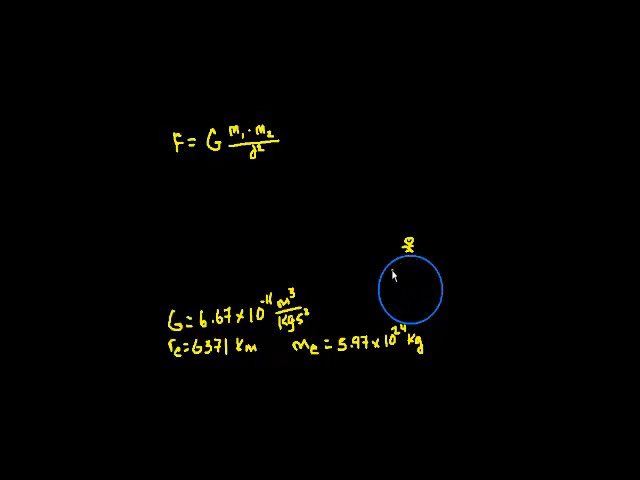 F = G m₁ · m₂ / d²
G = 6.67 × 10⁻¹¹ m³ / kg s²
rₑ = 6371 km   mₑ = 5.97 × 10²⁴ kg